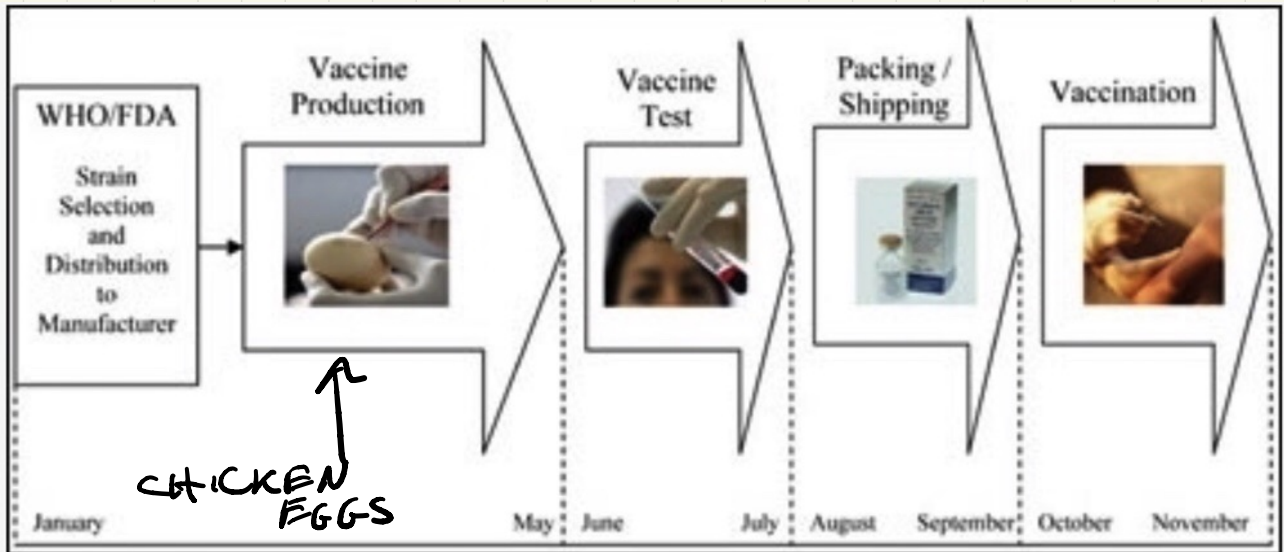 WHO/FDA
Strain
Selection
and
Distribution
to
Manufacturer
Vaccine
Production
Vaccine
Test
Packing /
Shipping
Vaccination
CHICKEN
EGGS
January
May
June
July
August
September
October
November